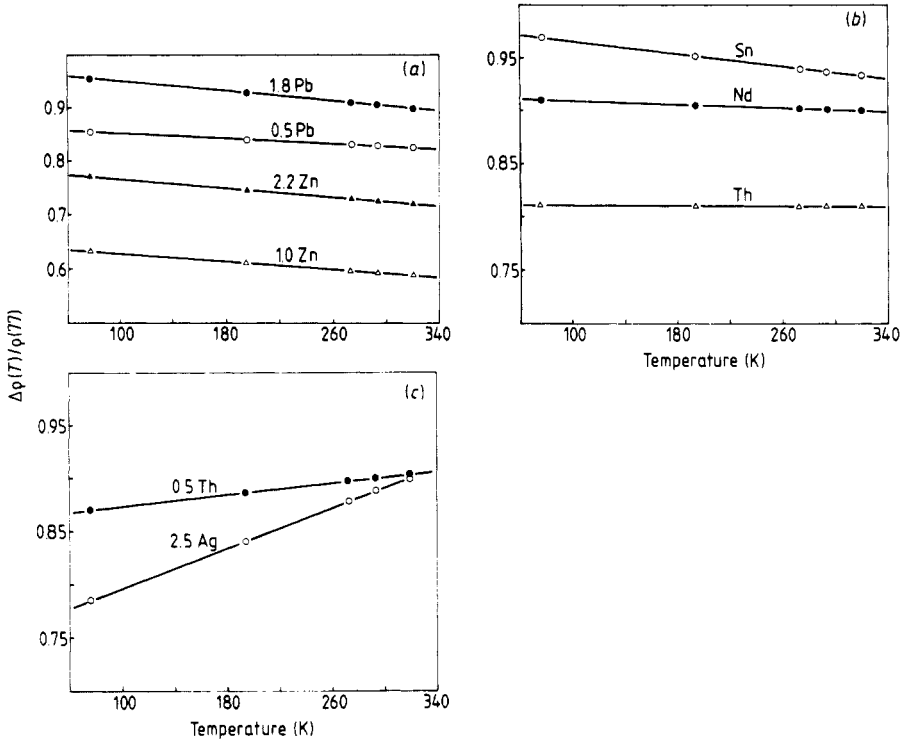 (a)
1.8 Pb
0.5 Pb
2.2 Zn
1.0 Zn
0.9
0.8
0.7
0.6
100
180
260
340
Δρ(T)/ρ(77)
(b)
Sn
Nd
Th
0.95
0.85
0.75
100
180
260
340
Temperature (K)
(c)
0.5 Th
2.5 Ag
0.95
0.85
0.75
100
180
260
340
Temperature (K)